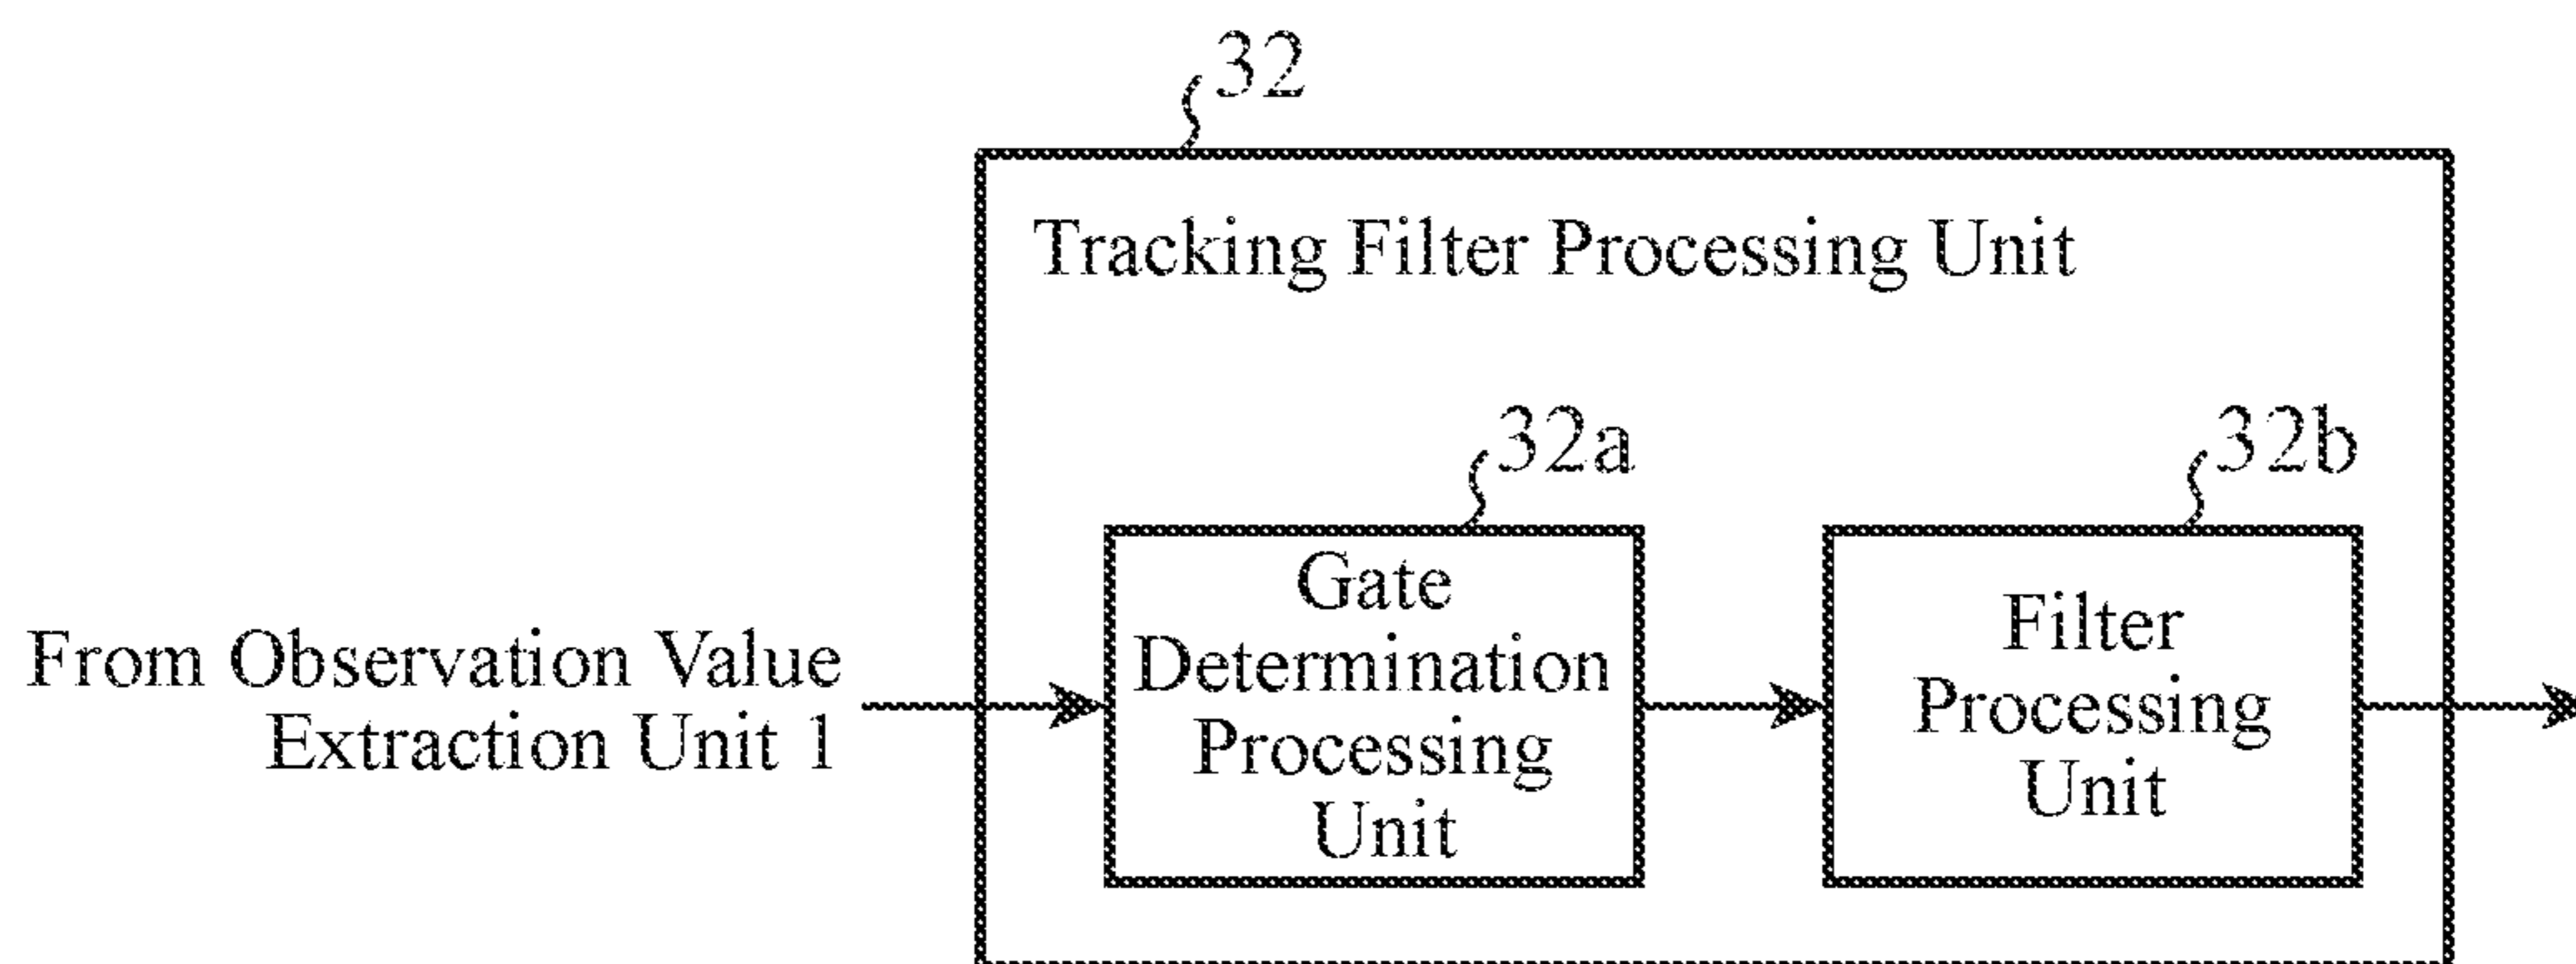 32
Tracking Filter Processing Unit
32a
32b
From Observation Value
Extraction Unit 1
Gate
Determination
Processing
Unit
Filter
Processing
Unit